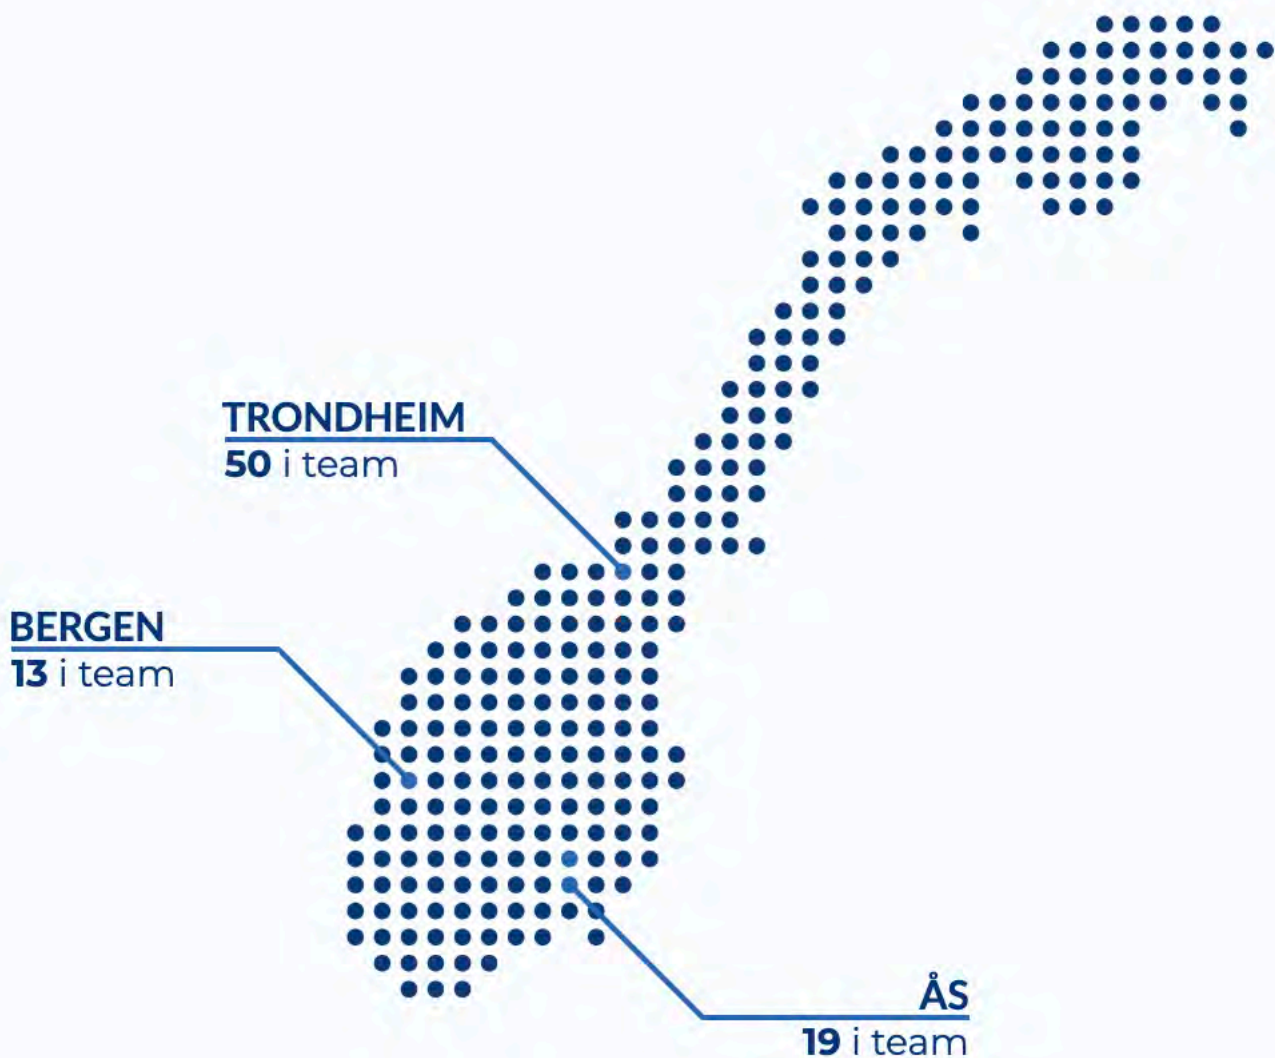 TRONDHEIM
50 i team
BERGEN
13 i team
ÅS
19 i team